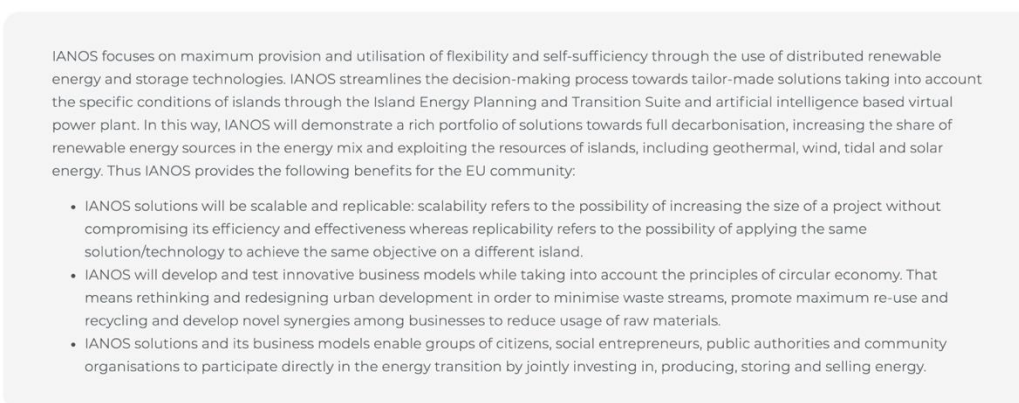 IANOS focuses on maximum provision and utilisation of flexibility and self-sufficiency through the use of distributed renewable
energy and storage technologies. IANOS streamlines the decision-making process towards tailor-made solutions taking into account
the specific conditions of islands through the Island Energy Planning and Transition Suite and artificial intelligence based virtual
power plant. In this way, IANOS will demonstrate a rich portfolio of solutions towards full decarbonisation, increasing the share of
renewable energy sources in the energy mix and exploiting the resources of islands, including geothermal, wind, tidal and solar
energy. Thus IANOS provides the following benefits for the EU community:
• IANOS solutions will be scalable and replicable: scalability refers to the possibility of increasing the size of a project without
compromising its efficiency and effectiveness whereas replicability refers to the possibility of applying the same
solution/technology to achieve the same objective on a different island.
• IANOS will develop and test innovative business models while taking into account the principles of circular economy. That
means rethinking and redesigning urban development in order to minimise waste streams, promote maximum re-use and
recycling and develop novel synergies among businesses to reduce usage of raw materials.
• IANOS solutions and its business models enable groups of citizens, social entrepreneurs, public authorities and community
organisations to participate directly in the energy transition by jointly investing in, producing, storing and selling energy.